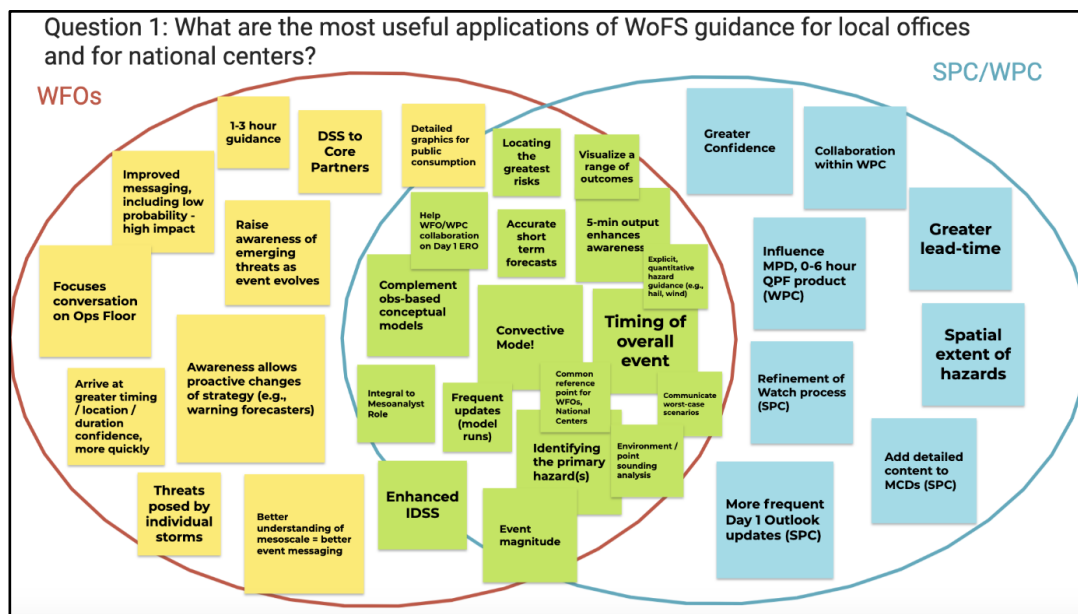 Question 1: What are the most useful applications of WoFS guidance for local offices
and for national centers?
WFOs
SPC/WPC
1-3 hour
guidance
DSS to
Core
Partners
Improved
messaging,
including low
probability -
high impact
Raise
awareness of
emerging
threats as
event evolves
Focuses
conversation
on Ops Floor
Awareness allows
proactive changes
of strategy (e.g.,
warning forecasters)
Arrive at
greater timing
/ location /
duration
confidence,
more quickly
Threats
posed by
individual
storms
Better
understanding of
mesoscale = better
event messaging
Detailed
graphics for
public
consumption
Locating
the
greatest
risks
Visualize a
range of
outcomes
Help
WFO/WPC
collaboration
on Day 1 ERO
Accurate
short
term
forecasts
5-min output
enhances
awareness
Explicit,
quantitative
hazard
guidance (e.g.,
hail, wind)
Complement
obs-based
conceptual
models
Convective
Mode!
Timing of
overall
event
Integral to
Mesoanalyst
Role
Frequent
updates
(model
runs)
Common
reference
point for
WFOs,
National
Centers
Communicate
worst-case
scenarios
Identifying
the primary
hazard(s)
Environment /
point
sounding
analysis
Enhanced
IDSS
Event
magnitude
Greater
Confidence
Collaboration
within WPC
Influence
MPD, 0-6 hour
QPF product
(WPC)
Greater
lead-time
Spatial
extent of
hazards
Refinement of
Watch process
(SPC)
Add detailed
content to
MCDs (SPC)
More frequent
Day 1 Outlook
updates (SPC)